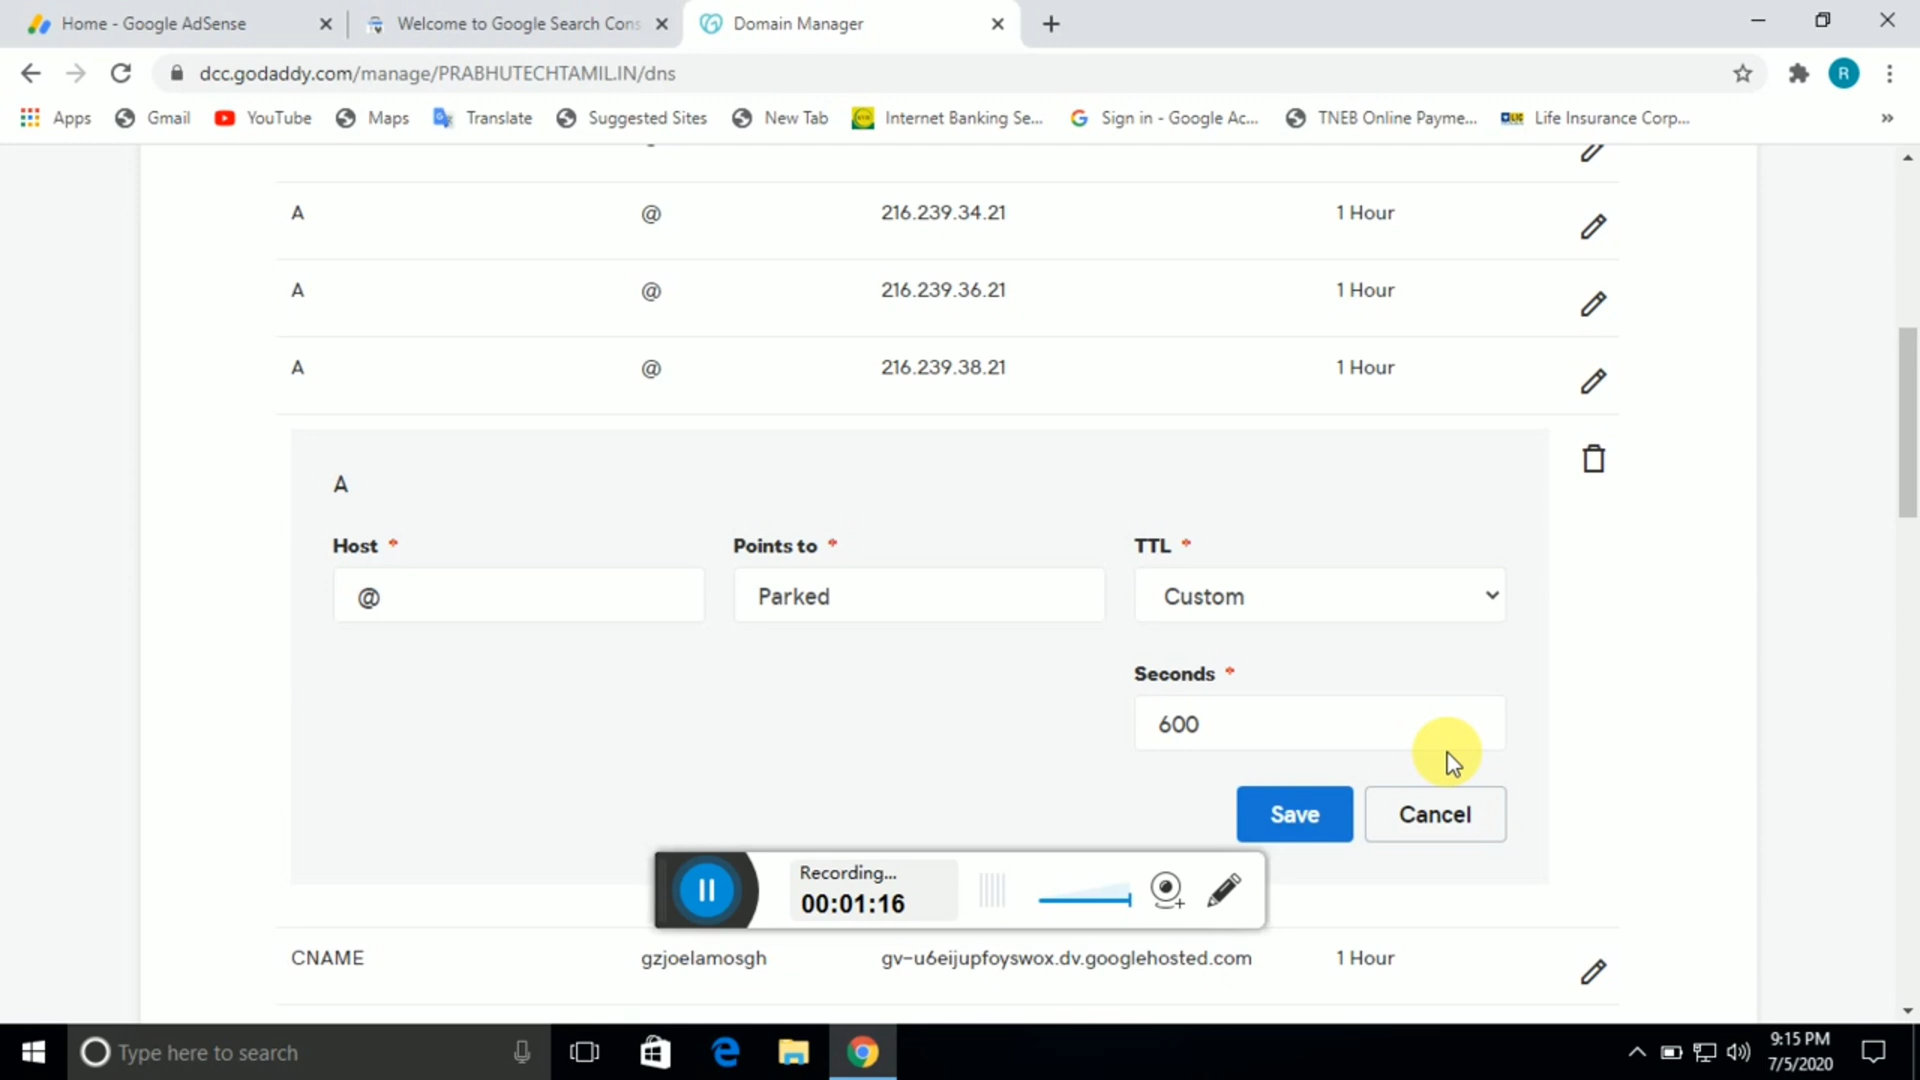 Home - Google AdSense
Welcome to Google Search Cons
Domain Manager
dcc.godaddy.com/manage/PRABHUTECHTAMIL.IN/dns
R
Apps
Gmail
YouTube
Maps
Translate
Suggested Sites
New Tab
Internet Banking Se...
Sign in - Google Ac...
TNEB Online Payme...
LIC
Life Insurance Corp...
»
A @ 216.239.34.21 1 Hour
A @ 216.239.36.21 1 Hour
A @ 216.239.38.21 1 Hour
A
Host * Points to * TTL *
@ Parked Custom
Seconds *
600
Save Cancel
Recording...
00:01:16
CNAME gzjoelamosgh gv-u6eijupfoyswox.dv.googlehosted.com 1 Hour
Type here to search
9:15 PM
7/5/2020